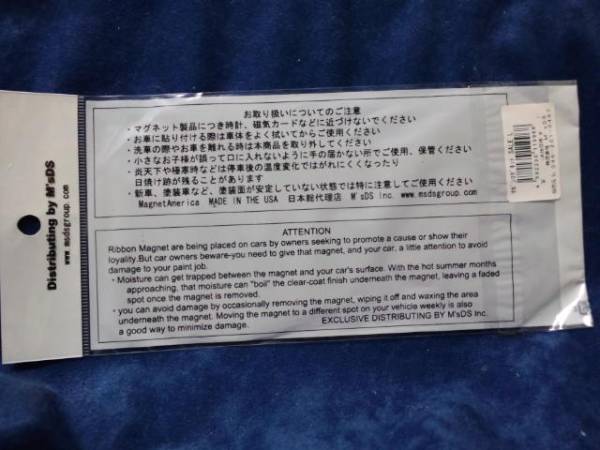 Distributing by M'sDS
www.msdsgroup.com
お取り扱いについてのご注意
・マグネット製品につき時計、磁気カードなどに近づけないでください
・お車に貼り付ける際は車体をよく拭いてからご使用ください
・洗車の際やお車を離れる時は本商品を取り外してください
・小さなお子様が誤って口に入れないように手の届かない所でご使用、保管ください
・炎天下や極寒時などは停車後の温度変化ではがれにくくなったり
日焼け跡が残ることがあります
・新車、塗装車など、塗装面が安定していない状態では特に注意してご使用ください
MagnetAmerica MADE IN THE USA 日本総代理店 M'sDS Inc. www.msdsgroup.com
ATTENTION
Ribbon Magnet are being placed on cars by owners seeking to promote a cause or show their
loyality.But car owners beware-you need to give that magnet, and your car, a little attention to avoid
damage to your paint job.
・Moisture can get trapped between the magnet and your car's surface. With the hot summer months
approaching, that moisture can "boil" the clear-coat finish underneath the magnet, leaving a faded
spot once the magnet is removed.
・you can avoid damage by occasionally removing the magnet, wiping it off and waxing the area
underneath the magnet. Moving the magnet to a different spot on your vehicle weekly is also
a good way to minimize damage.
EXCLUSIVE DISTRIBUTING BY M'sDS Inc.